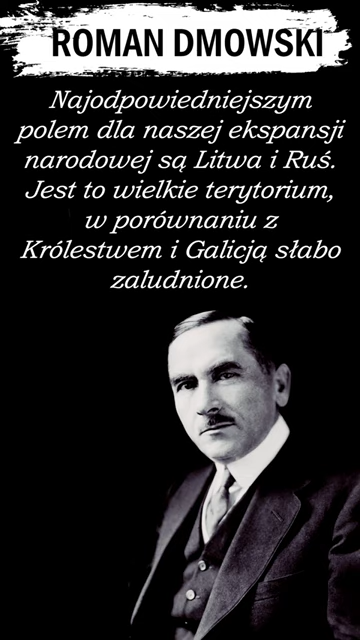 ROMAN DMOWSKI
Najodpowiedniejszym
polem dla naszej ekspansji
narodowej są Litwa i Ruś.
Jest to wielkie terytorium,
w porównaniu z
Królestwem i Galicją słabo
zaludnione.